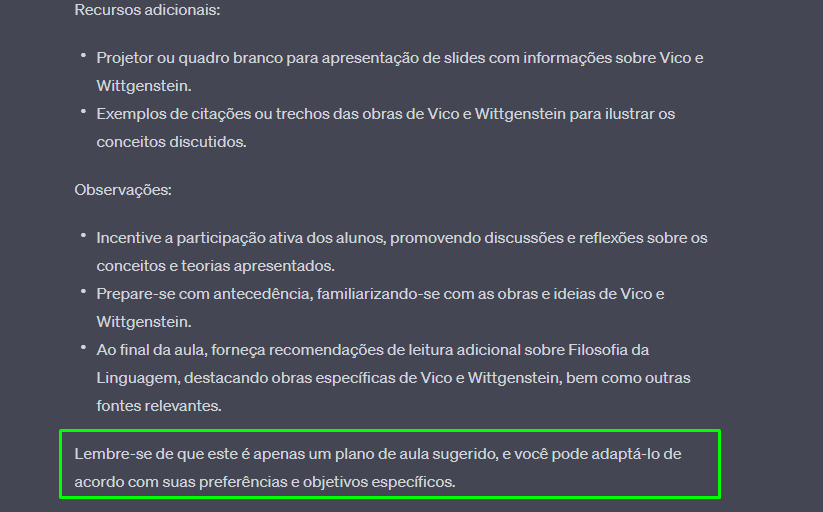 Recursos adicionais:
• Projetor ou quadro branco para apresentação de slides com informações sobre Vico e
Wittgenstein.
• Exemplos de citações ou trechos das obras de Vico e Wittgenstein para ilustrar os
conceitos discutidos.
Observações:
• Incentive a participação ativa dos alunos, promovendo discussões e reflexões sobre os
conceitos e teorias apresentados.
• Prepare-se com antecedência, familiarizando-se com as obras e ideias de Vico e
Wittgenstein.
• Ao final da aula, forneça recomendações de leitura adicional sobre Filosofia da
Linguagem, destacando obras específicas de Vico e Wittgenstein, bem como outras
fontes relevantes.
Lembre-se de que este é apenas um plano de aula sugerido, e você pode adaptá-lo de
acordo com suas preferências e objetivos específicos.